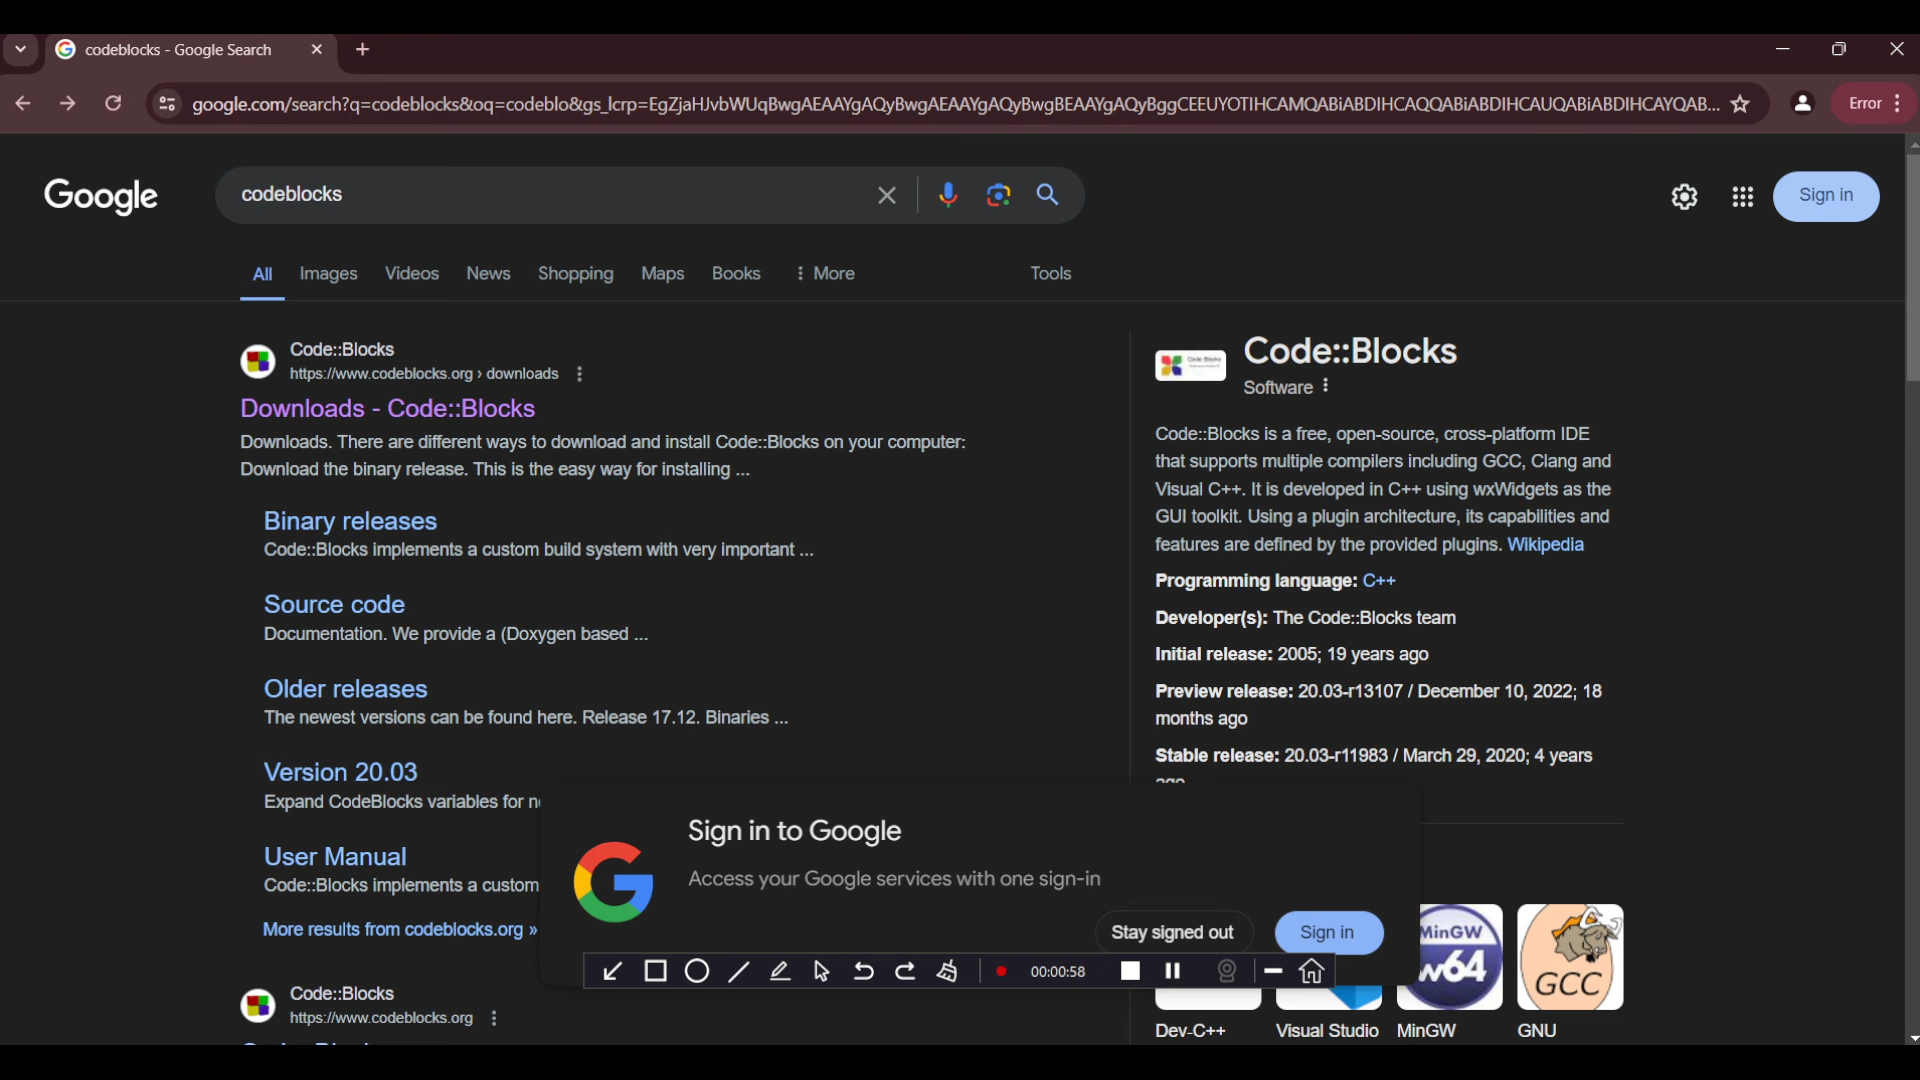 codeblocks - Google Search
google.com/search?q=codeblocks&oq=codeblo&gs_lcrp=EgZjaHJvbWUqBwgAEAAYgAQyBwgAEAAYgAQyBwgBEAAYgAQyBggCEEUYOTIHCAMQABiABDIHCAQQABiABDIHCAUQABiABDIHCAYQAB...
Error
Google
codeblocks
Sign in
All Images Videos News Shopping Maps Books More Tools
Code::Blocks
https://www.codeblocks.org › downloads
Downloads - Code::Blocks
Downloads. There are different ways to download and install Code::Blocks on your computer:
Download the binary release. This is the easy way for installing ...
Binary releases
Code::Blocks implements a custom build system with very important ...
Source code
Documentation. We provide a (Doxygen based ...
Older releases
The newest versions can be found here. Release 17.12. Binaries ...
Version 20.03
Expand CodeBlocks variables for
User Manual
Code::Blocks implements a custom
More results from codeblocks.org »
Code::Blocks
https://www.codeblocks.org
Code::Blocks
Software
Code::Blocks is a free, open-source, cross-platform IDE
that supports multiple compilers including GCC, Clang and
Visual C++. It is developed in C++ using wxWidgets as the
GUI toolkit. Using a plugin architecture, its capabilities and
features are defined by the provided plugins. Wikipedia
Programming language: C++
Developer(s): The Code::Blocks team
Initial release: 2005; 19 years ago
Preview release: 20.03-r13107 / December 10, 2022; 18
months ago
Stable release: 20.03-r11983 / March 29, 2020; 4 years
Sign in to Google
Access your Google services with one sign-in
Stay signed out
Sign in
00:00:58
MinGW
w64
GCC
Dev-C++
Visual Studio
MinGW
GNU